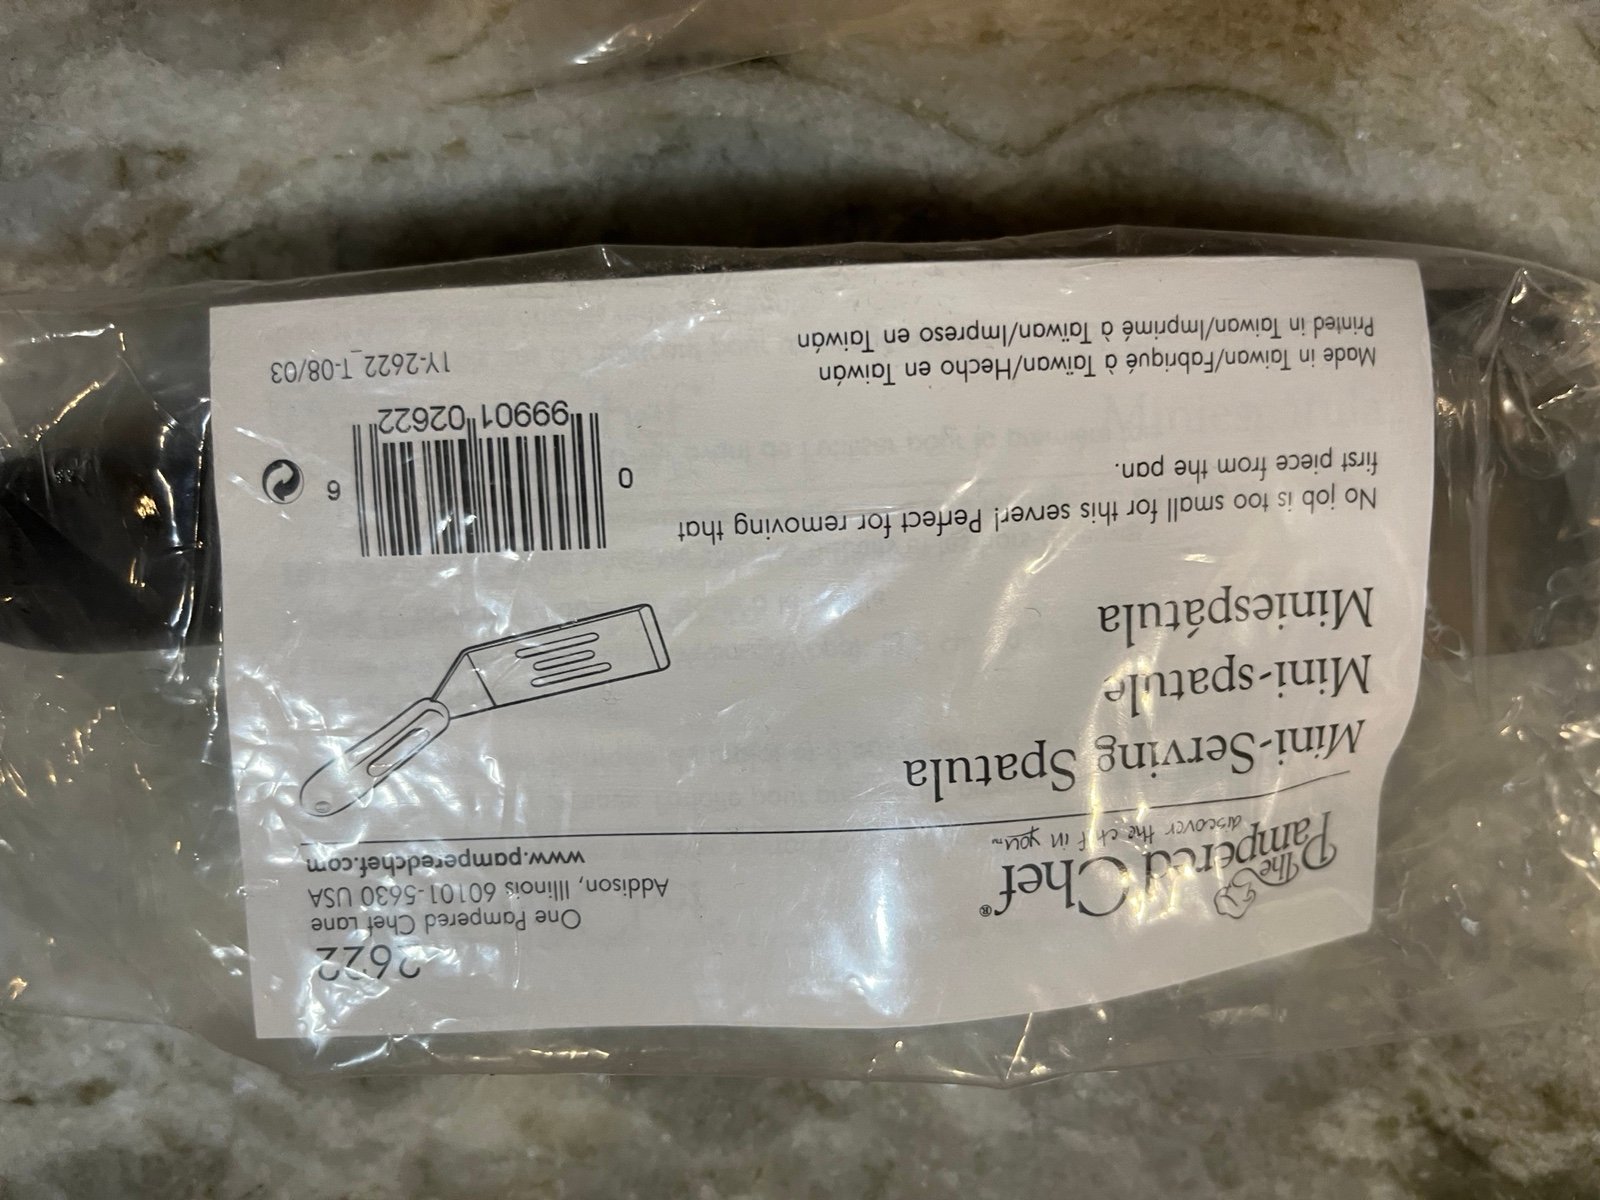 The
Pampered Chef®
discover the chef in you™
2622
One Pampered Chef Lane
Addison, Illinois 60101-5630 USA
www.pamperedchef.com
Mini-Serving Spatula
Mini-spatule
Miniespátula
No job is too small for this server! Perfect for removing that
first piece from the pan.
0 99901 02622 6
Made in Taiwan/Fabriqué à Taïwan/Hecho en Taiwán
Printed in Taiwan/Imprimé à Taïwan/Impreso en Taiwán
1Y-2622_T-08/03